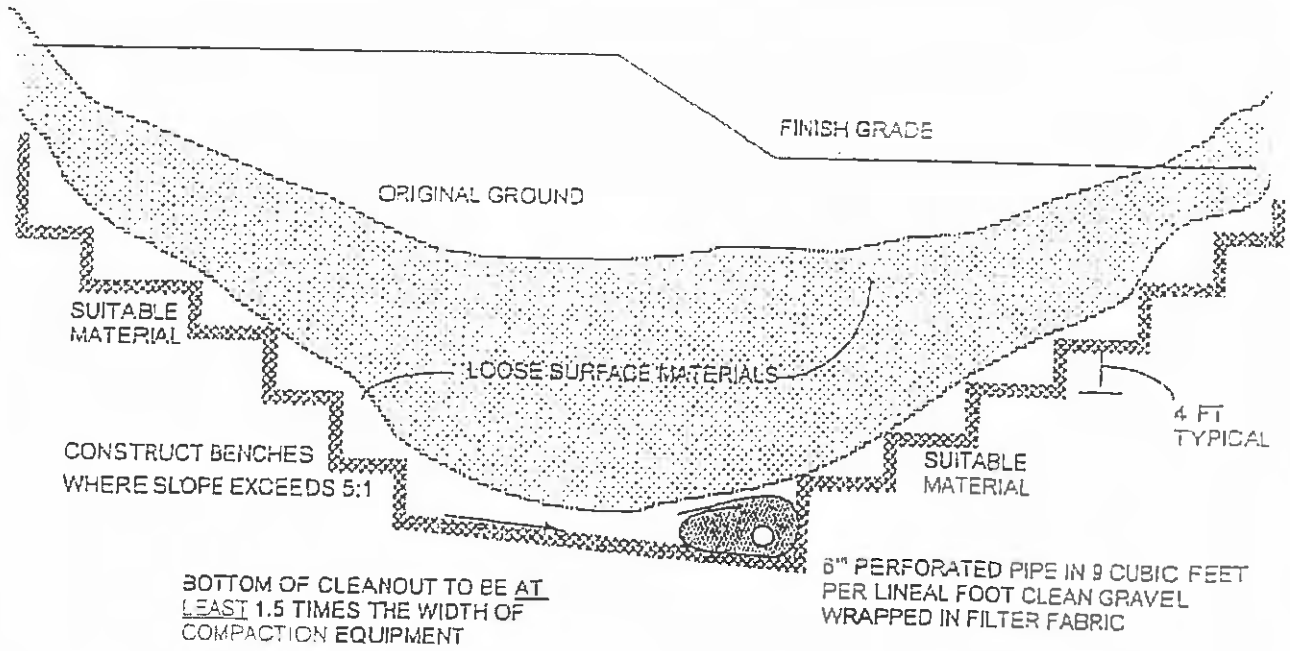 FINISH GRADE
ORIGINAL GROUND
SUITABLE
MATERIAL
LOOSE SURFACE MATERIALS
4 FT
TYPICAL
CONSTRUCT BENCHES
WHERE SLOPE EXCEEDS 5:1
SUITABLE
MATERIAL
BOTTOM OF CLEANOUT TO BE AT
LEAST 1.5 TIMES THE WIDTH OF
COMPACTION EQUIPMENT
6" PERFORATED PIPE IN 9 CUBIC FEET
PER LINEAL FOOT CLEAN GRAVEL
WRAPPED IN FILTER FABRIC